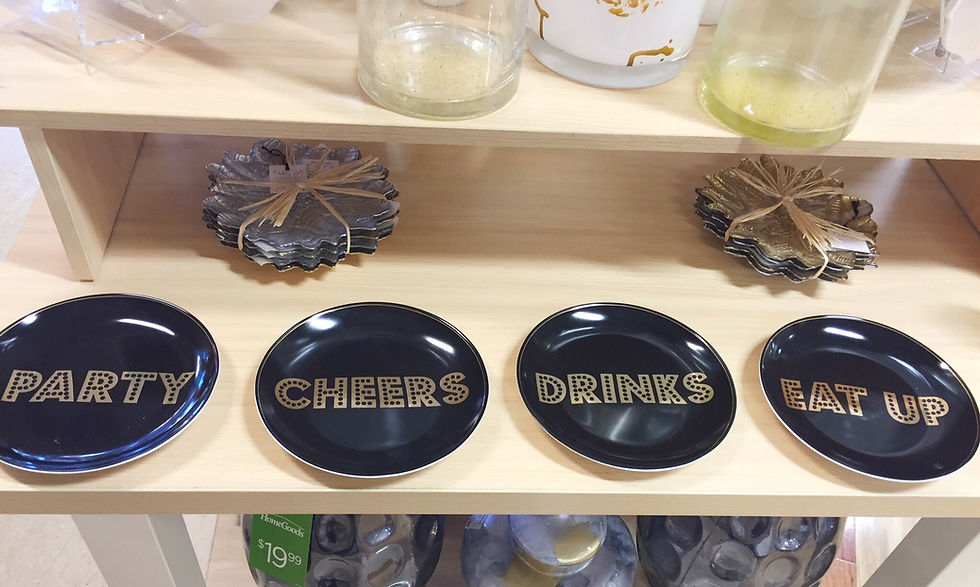 PARTY
CHEERS
DRINKS
EAT UP
HomeGoods
$19.99